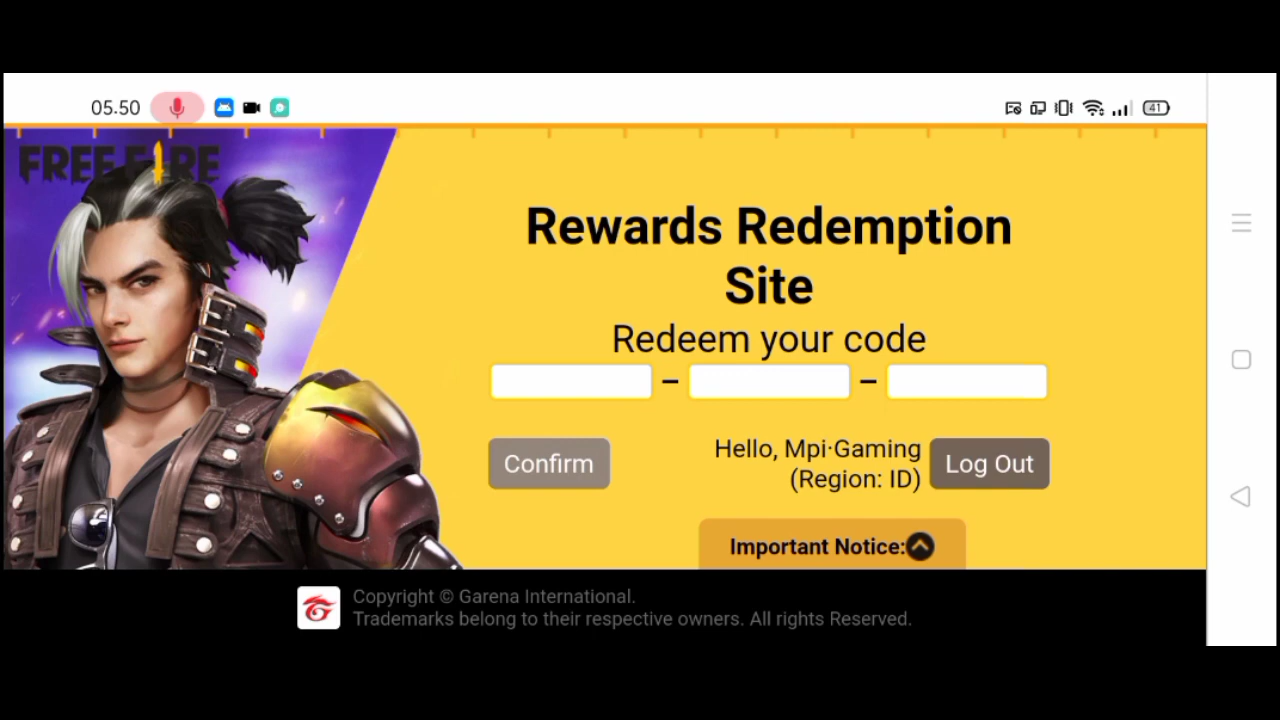 05.50
41
FREE FIRE
Rewards Redemption
Site
Redeem your code
– –
Confirm
Hello, Mpi·Gaming
(Region: ID)
Log Out
Important Notice:
Copyright © Garena International.
Trademarks belong to their respective owners. All rights Reserved.